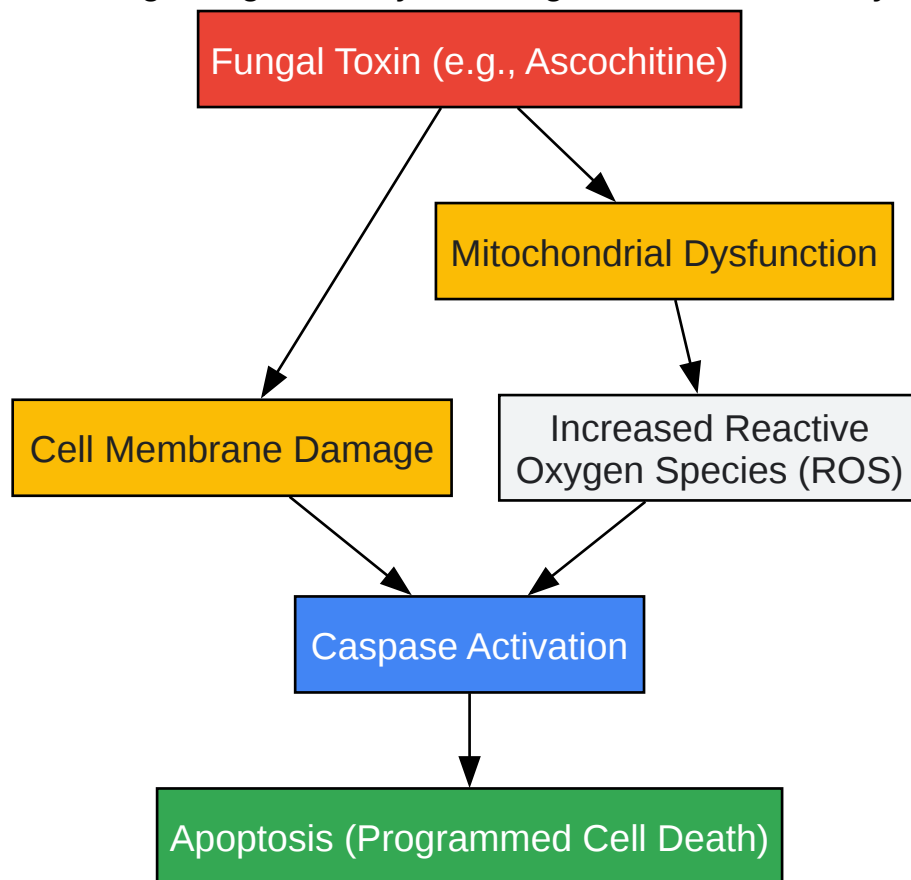 Fungal Toxin (e.g., Ascochitine)
Mitochondrial Dysfunction
Cell Membrane Damage
Increased Reactive
Oxygen Species (ROS)
Caspase Activation
Apoptosis (Programmed Cell Death)